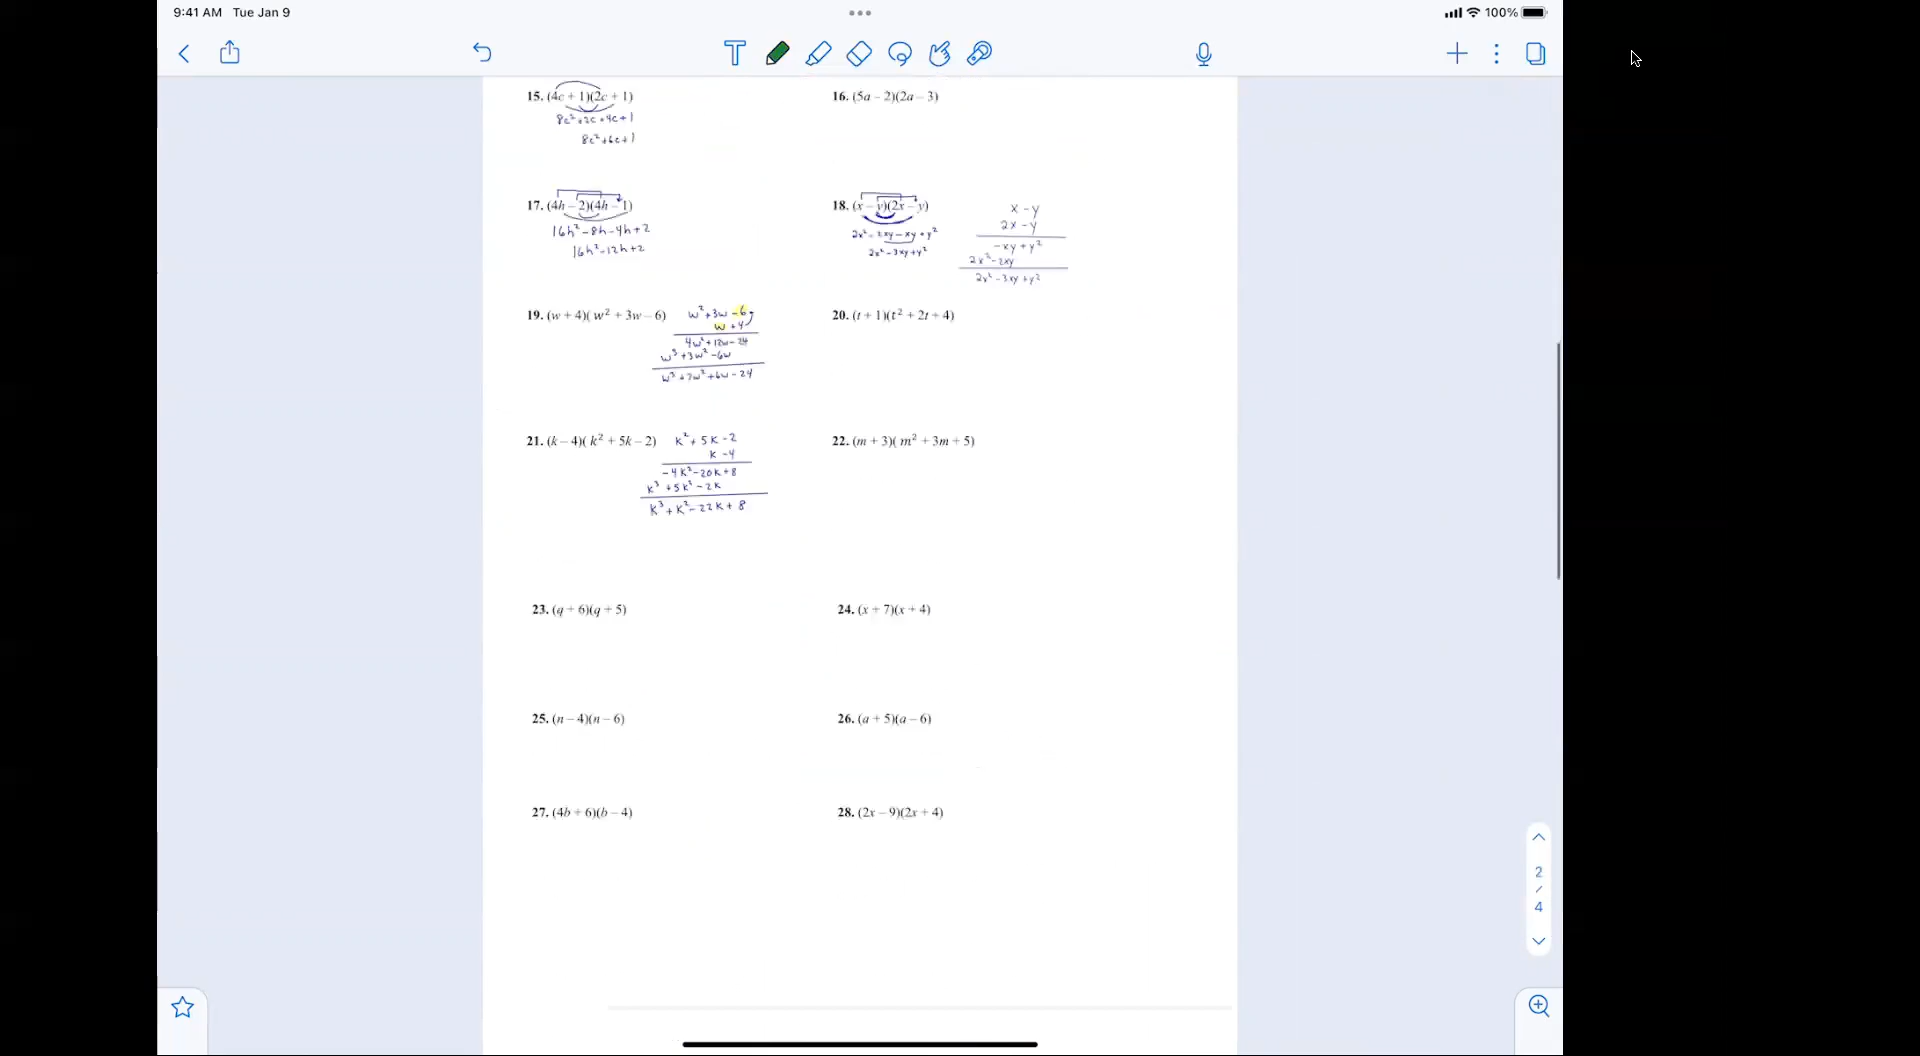 9:41 AM Tue Jan 9
100%
15. (4c + 1)(2c + 1)
8c² + 2c + 4c + 1
8c² + 6c + 1
16. (5a − 2)(2a − 3)
17. (4h − 2)(4h − 1)
16h² − 8h − 4h + 2
16h² − 12h + 2
18. (x − y)(2x − y)
2x² − 2xy − xy + y²
2x² − 3xy + y²
x − y
2x − y
− xy + y²
2x² − 2xy
2x² − 3xy + y²
19. (w + 4)( w² + 3w − 6)
w² + 3w − 6
w + 4
4w² + 12w − 24
w³ + 3w² − 6w
w³ + 7w² + 6w − 24
20. (t + 1)(t² + 2t + 4)
21. (k − 4)( k² + 5k − 2)
k² + 5k − 2
k − 4
− 4k² − 20k + 8
k³ + 5k² − 2k
k³ + k² − 22k + 8
22. (m + 3)( m² + 3m + 5)
23. (q + 6)(q + 5)
24. (x + 7)(x + 4)
25. (n − 4)(n − 6)
26. (a + 5)(a − 6)
27. (4b + 6)(b − 4)
28. (2x − 9)(2x + 4)
2
/
4